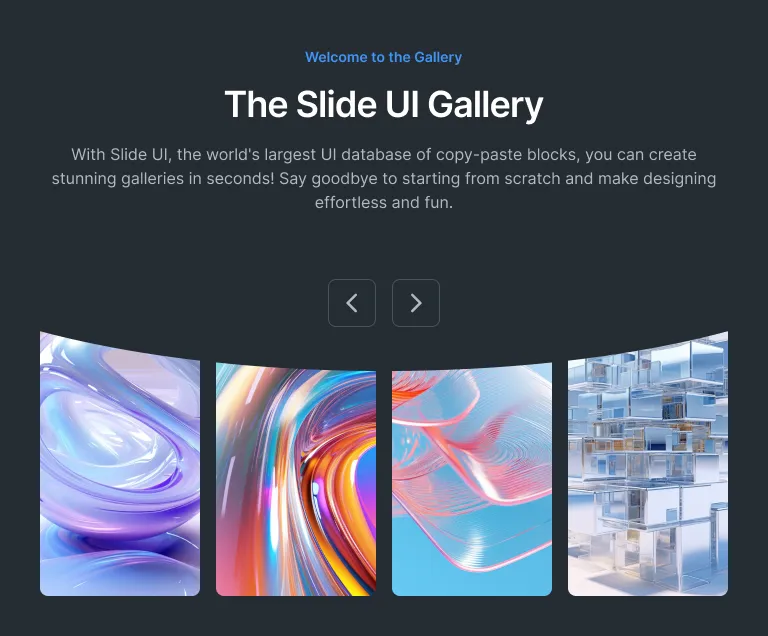 Welcome to the Gallery
The Slide UI Gallery
With Slide UI, the world's largest UI database of copy-paste blocks, you can create
stunning galleries in seconds! Say goodbye to starting from scratch and make designing
effortless and fun.